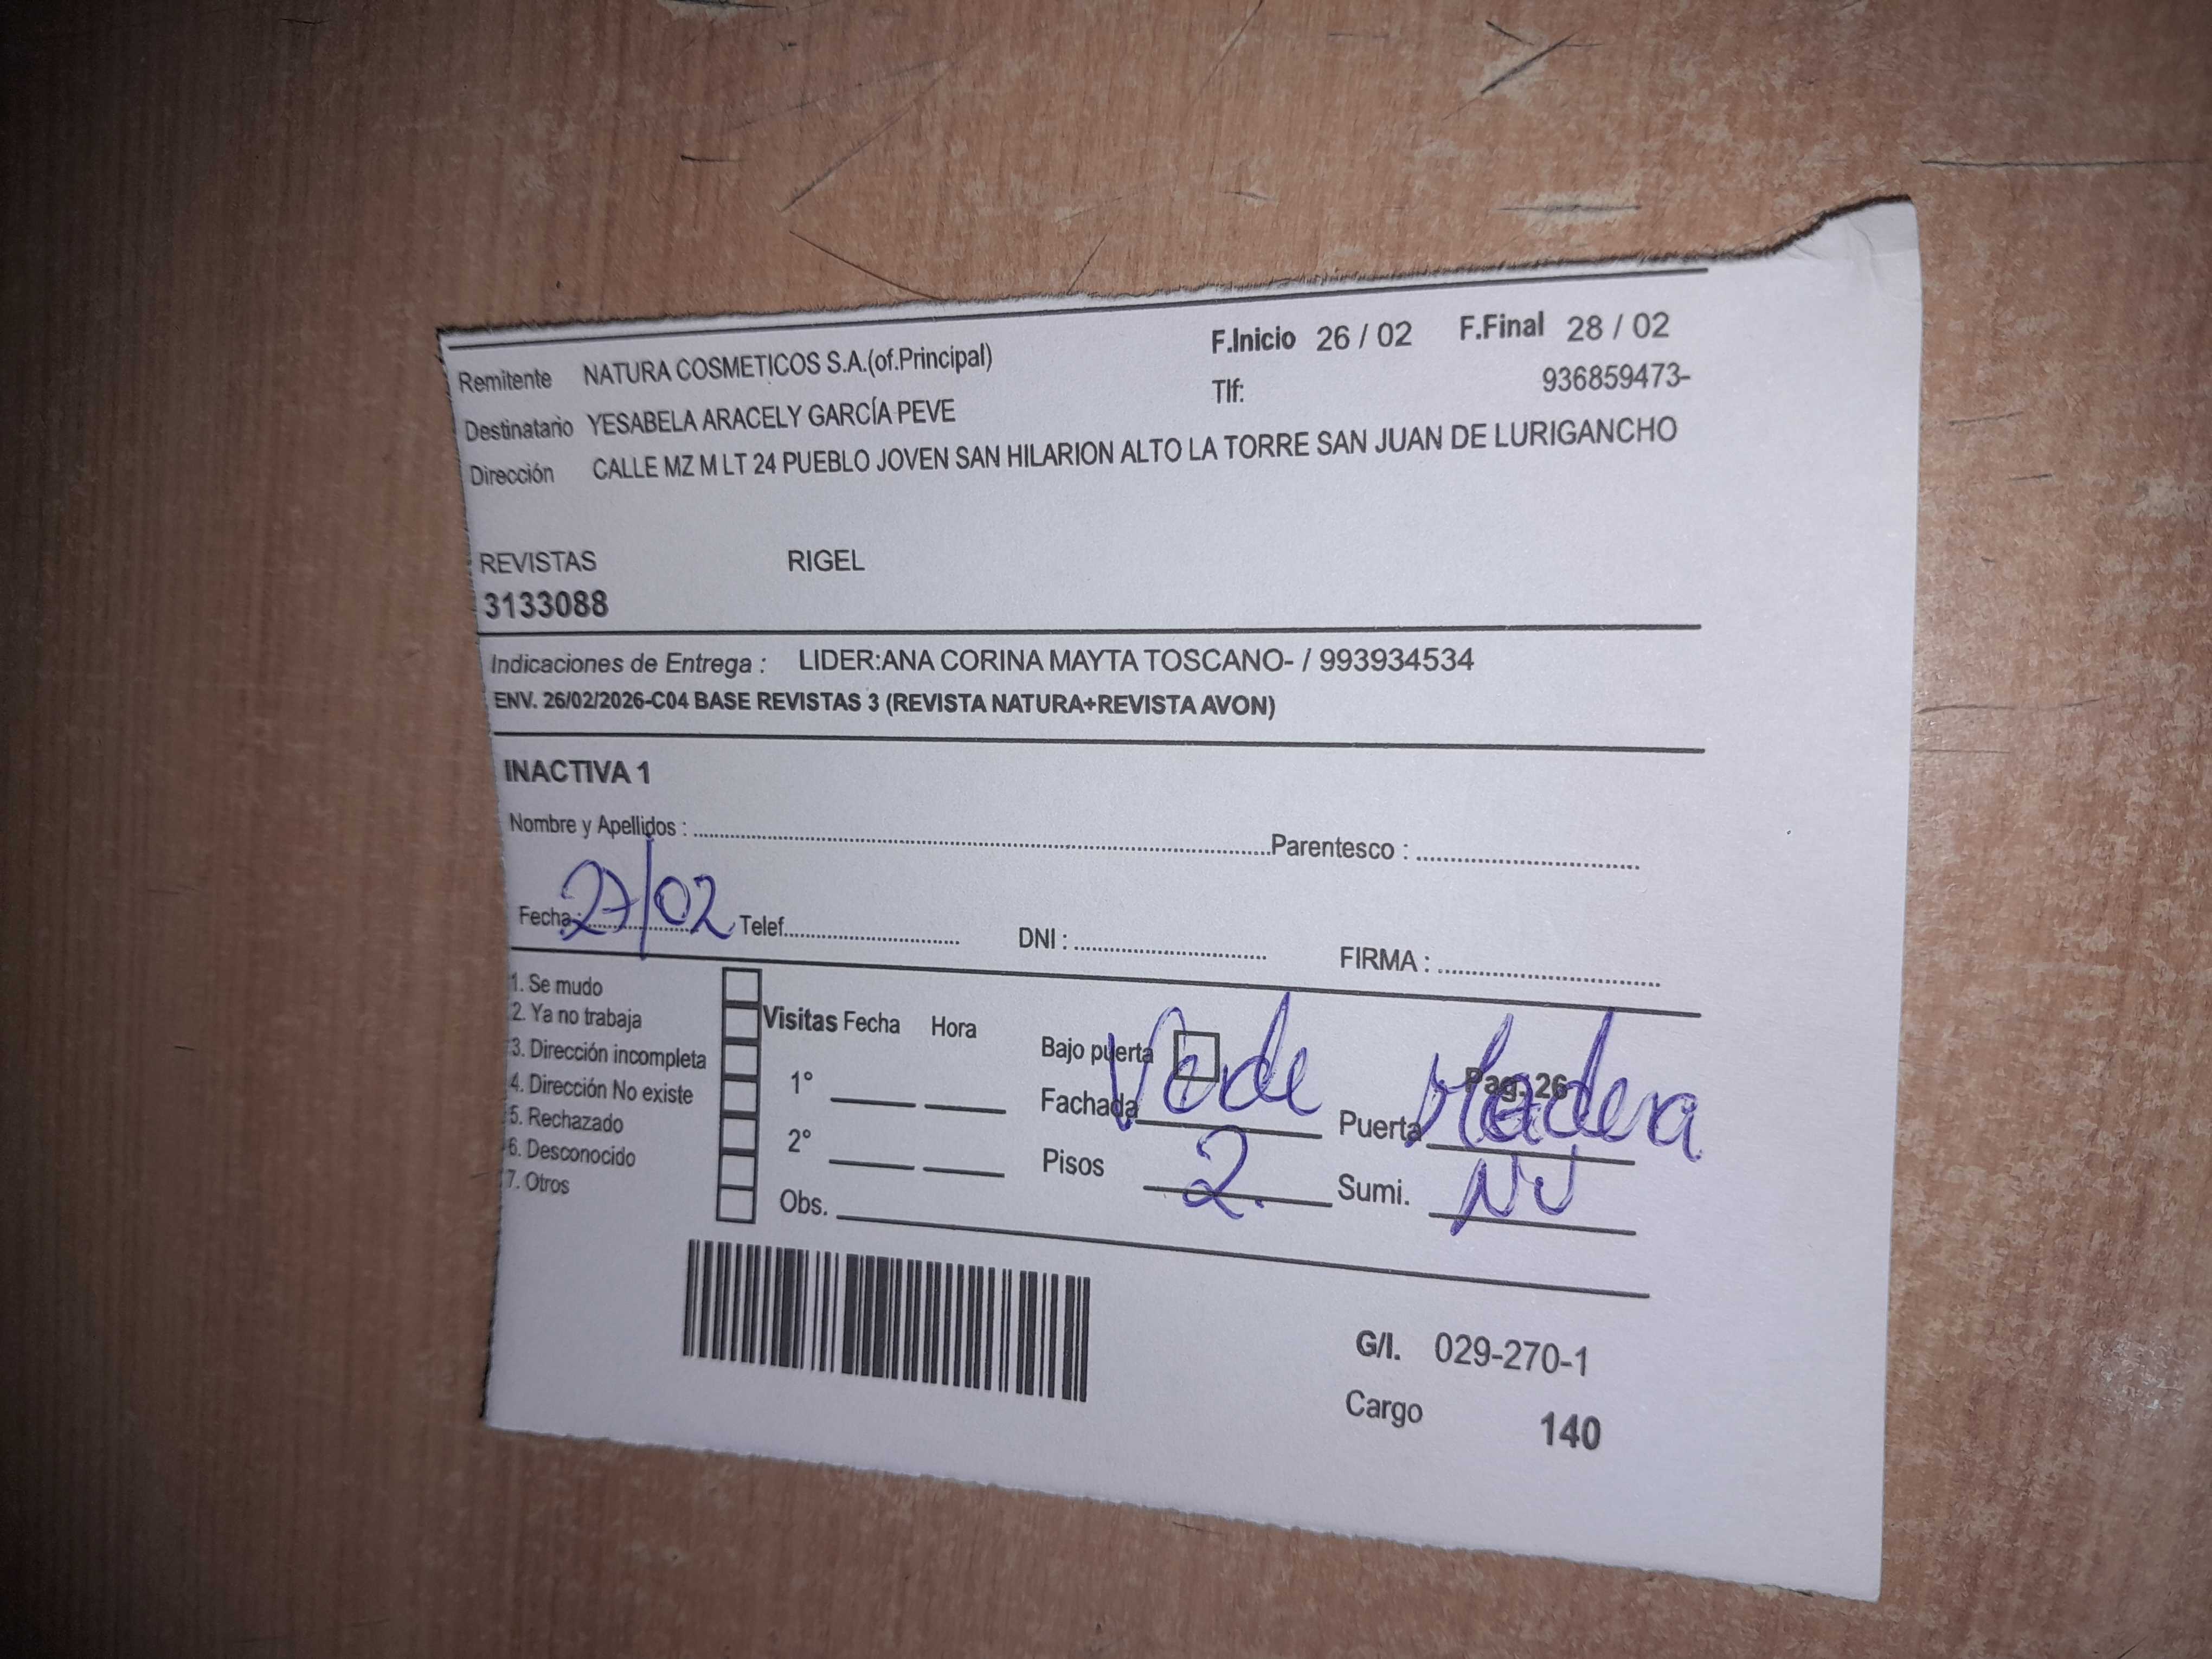 F.Inicio 26 / 02 F.Final 28 / 02
Remitente NATURA COSMETICOS S.A.(of.Principal)
Tlf: 936859473-
Destinatario YESABELA ARACELY GARCÍA PEVE
Dirección CALLE MZ M LT 24 PUEBLO JOVEN SAN HILARION ALTO LA TORRE SAN JUAN DE LURIGANCHO
REVISTAS RIGEL
3133088
Indicaciones de Entrega : LIDER:ANA CORINA MAYTA TOSCANO- / 993934534
ENV. 26/02/2026-C04 BASE REVISTAS 3 (REVISTA NATURA+REVISTA AVON)
INACTIVA 1
Nombre y Apellidos : Parentesco :
Fecha: 27/02 Telef. DNI : FIRMA :
1. Se mudo
2. Ya no trabaja
3. Dirección incompleta
4. Dirección No existe
5. Rechazado
6. Desconocido
7. Otros
Visitas Fecha Hora
1°
2°
Obs.
Bajo puerta
Pag. 26
Fachada Verde Puerta Madera
Pisos 2. Sumi. NV
G/I. 029-270-1
Cargo 140